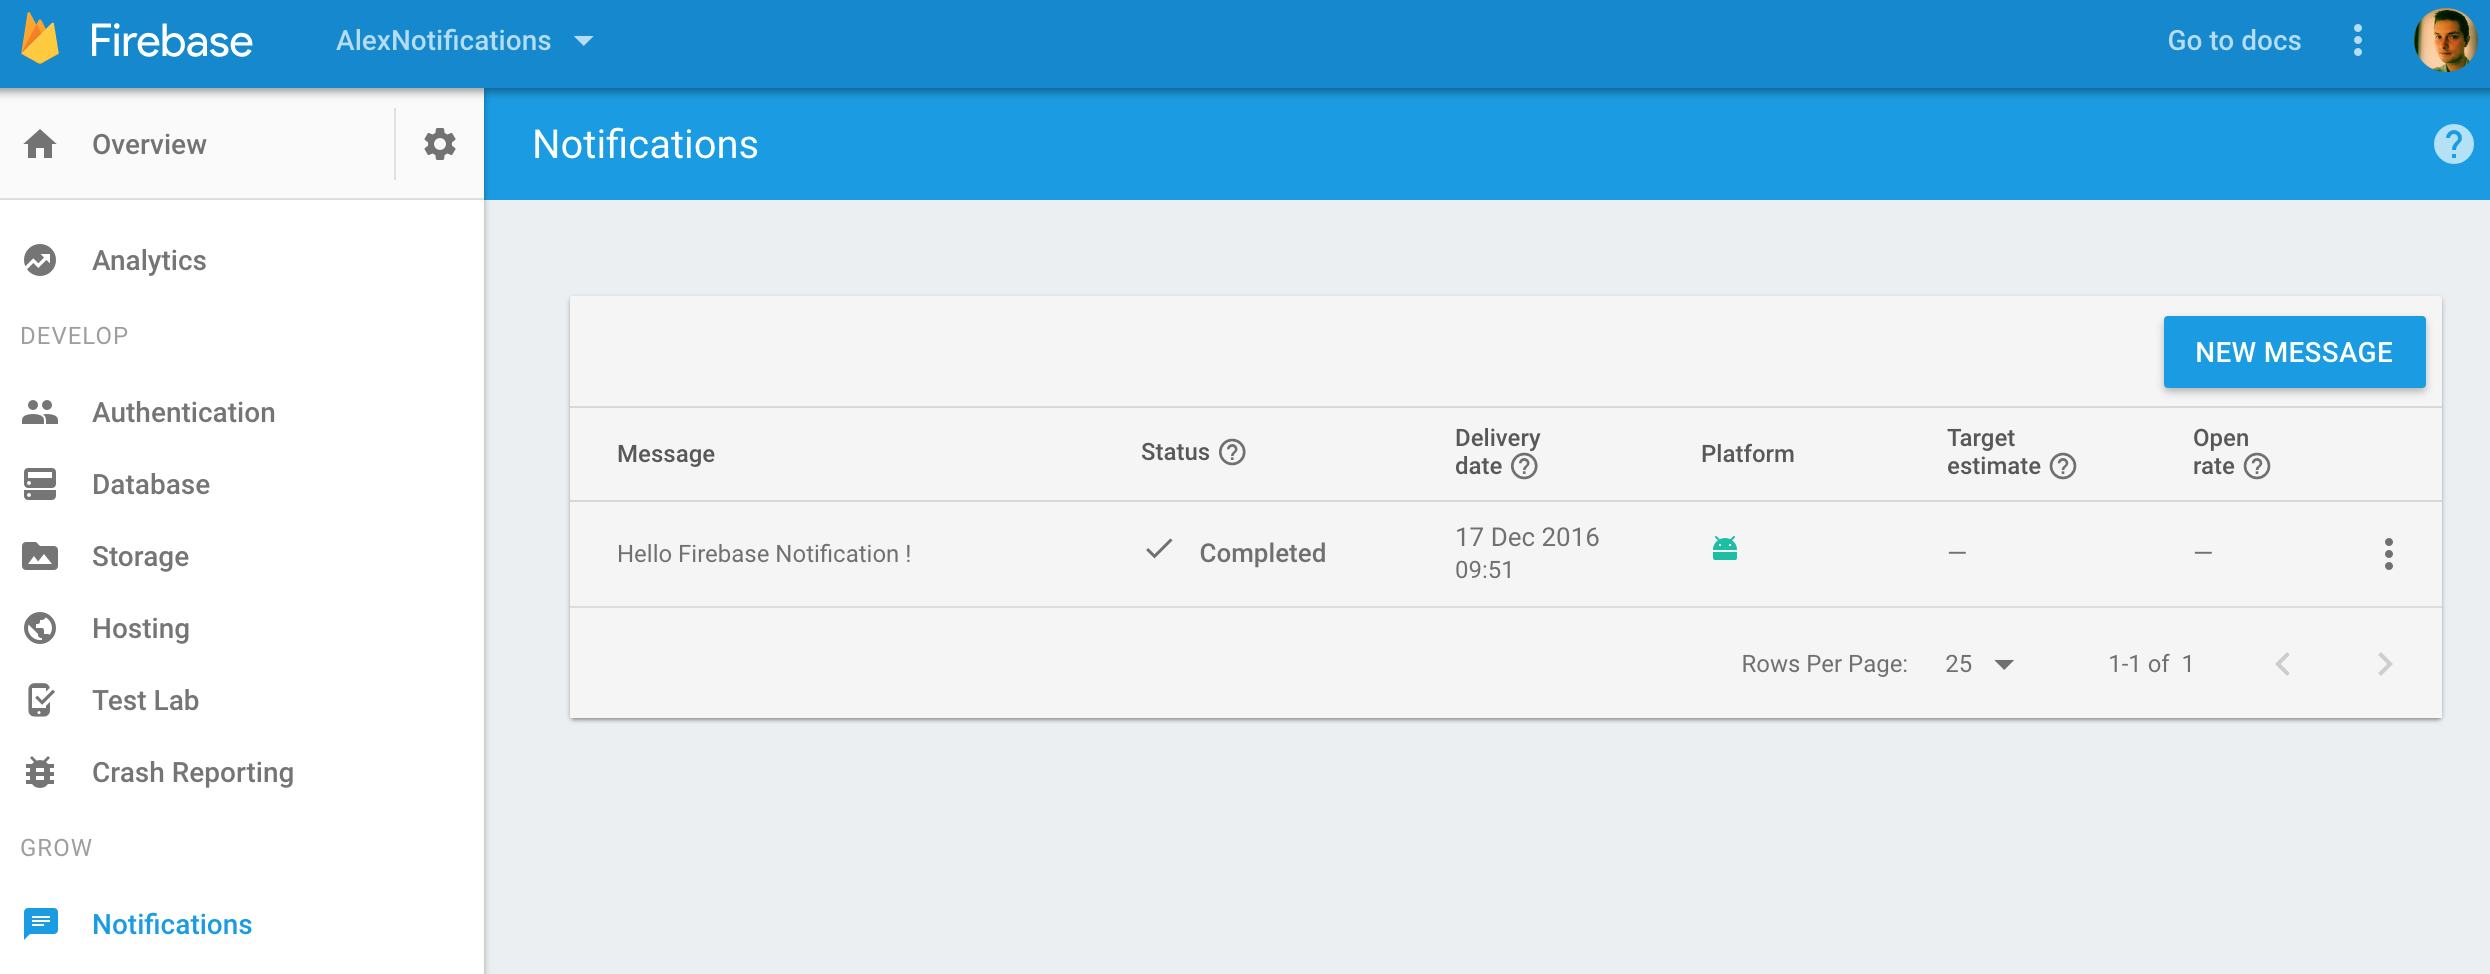 Firebase
AlexNotifications
Go to docs
Overview
Notifications
?
Analytics
DEVELOP
Authentication
Database
Storage
Hosting
Test Lab
Crash Reporting
GROW
Notifications
NEW MESSAGE
Message
Status ?
Delivery
date ?
Platform
Target
estimate ?
Open
rate ?
Hello Firebase Notification !
Completed
17 Dec 2016
09:51
–
–
Rows Per Page: 25
1-1 of 1